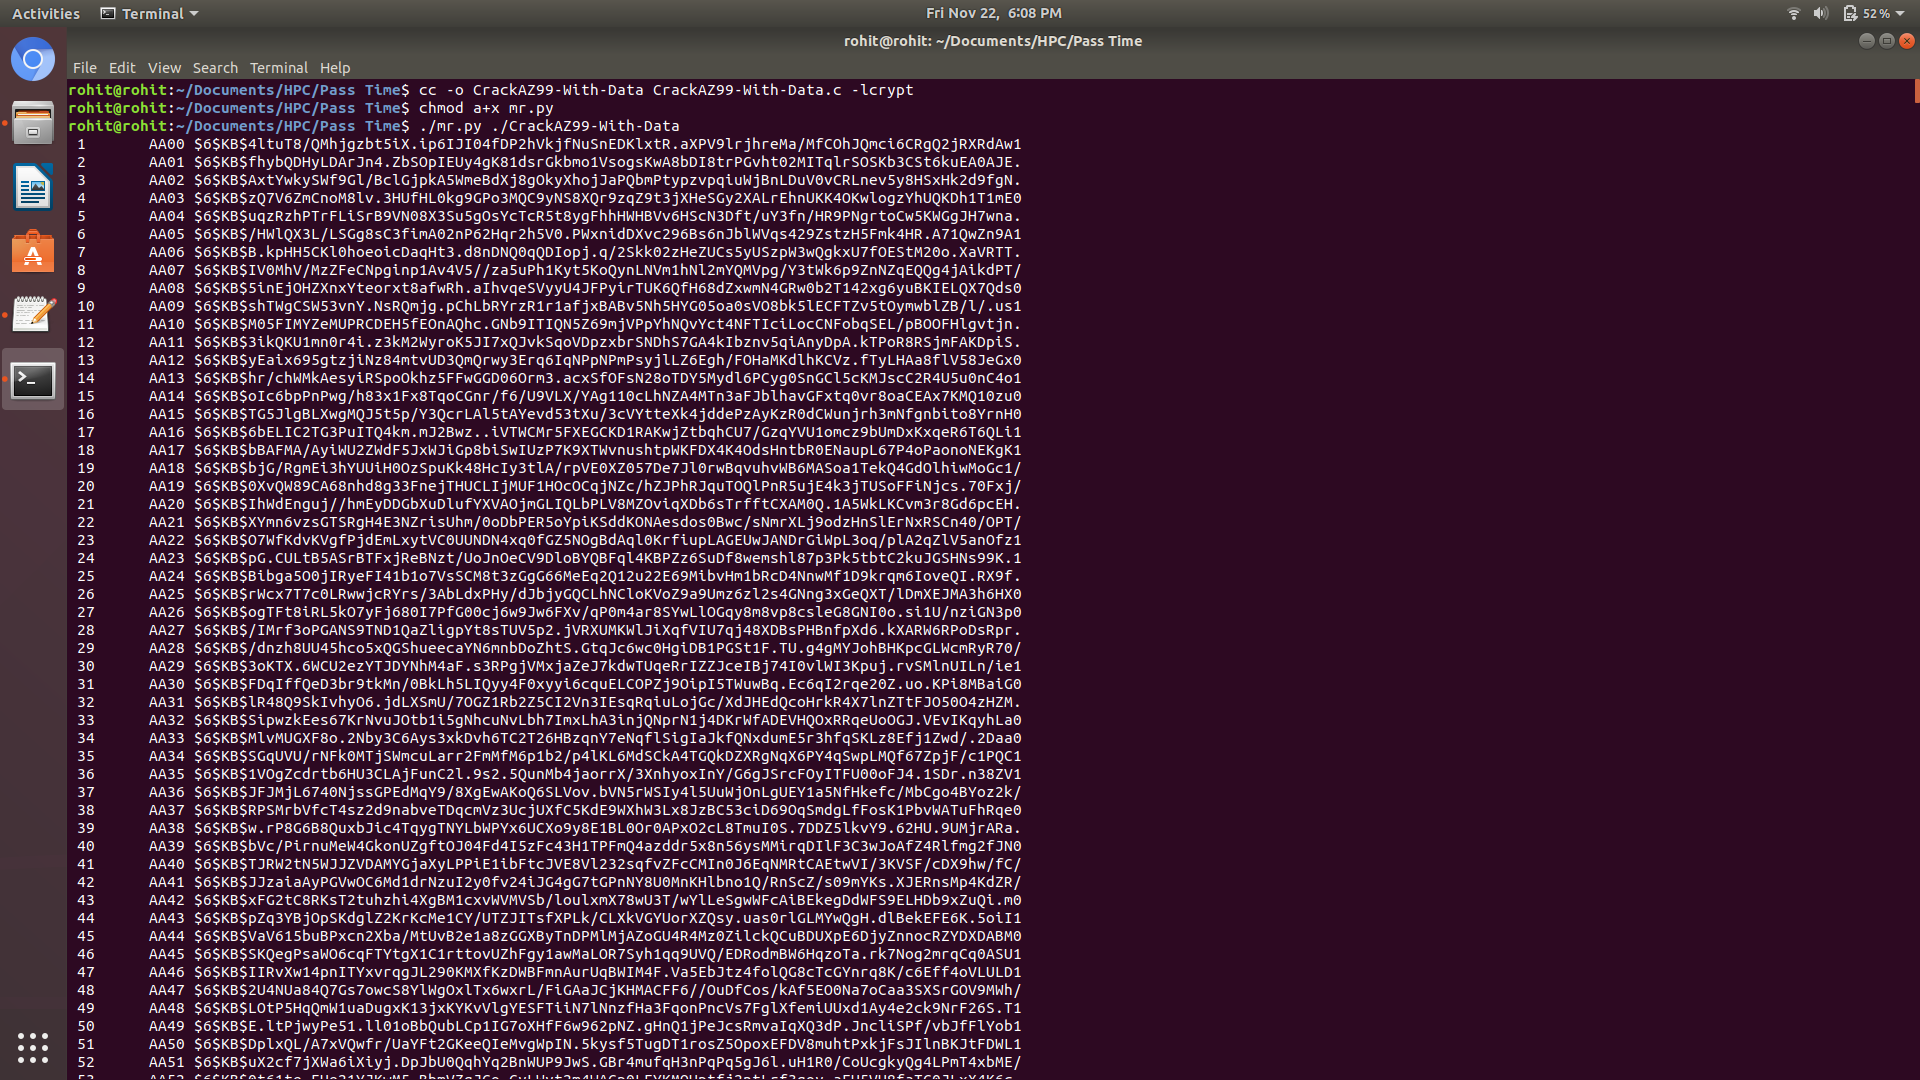 Activities Terminal Fri Nov 22, 6:08 PM 52%
rohit@rohit: ~/Documents/HPC/Pass Time
File Edit View Search Terminal Help
rohit@rohit:~/Documents/HPC/Pass Time$ cc -o CrackAZ99-With-Data CrackAZ99-With-Data.c -lcrypt
rohit@rohit:~/Documents/HPC/Pass Time$ chmod a+x mr.py
rohit@rohit:~/Documents/HPC/Pass Time$ ./mr.py ./CrackAZ99-With-Data
1 AA00 $6$KB$4ltuT8/QMhjgzbt5iX.ip6IJI04fDP2hVkjfNuSnEDKlxtR.aXPV9lrjhreMa/MfCOhJQmci6CRgQ2jRXRdAw1
2 AA01 $6$KB$fhybQDHyLDArJn4.ZbSOpIEUy4gK81dsrGkbmo1VsogsKwA8bDI8trPGvht02MITqlrSOSKb3CSt6kuEA0AJE.
3 AA02 $6$KB$AxtYwkySWf9Gl/BclGjpkA5WmeBdXj8gOkyXhojJaPQbmPtypzvpqiuWjBnLDuV0vCRLnev5y8HSxHk2d9fgN.
4 AA03 $6$KB$zQ7V6ZmCnoM8lv.3HUfHL0kg9GPo3MQC9yNS8XQr9zqZ9t3jXHeSGy2XALrEhnUKK4OKwlogzYhUQKDh1T1mE0
5 AA04 $6$KB$uqzRzhPTrFLiSrB9VN08X3Su5gOsYcTcR5t8ygFhhHWHBVv6HScN3Dft/uY3fn/HR9PNgrtoCw5KWGgJH7wna.
6 AA05 $6$KB$/HWlQX3L/LSGg8sC3fimA02nP62Hqr2h5V0.PWxnidDXvc296Bs6nJblWVqs429ZstzH5Fmk4HR.A71QwZn9A1
7 AA06 $6$KB$B.kpHH5CKl0hoeoicDaqHt3.d8nDNQ0qQDIopj.q/2Skk02zHeZUCs5yUSzpW3wQgkxU7fOEStM20o.XaVRTT.
8 AA07 $6$KB$IV0MhV/MzZFeCNpginp1Av4V5//za5uPh1Kyt5KoQynLNVm1hNl2mYQMVpg/Y3tWk6p9ZnNZqEQQg4jAikdPT/
9 AA08 $6$KB$5inEjOHZXnxYteorxt8afwRh.aIhvqeSVyyU4JFPyirTUK6QfH68dZxwmN4GRw0b2T142xg6yuBKIELQX7Qds0
10 AA09 $6$KB$shTWgCSW53vnY.NsRQmjg.pChLbRYrzR1r1afjxBABv5Nh5HYG05oa0sVO8bk5lECFTZv5tOymwblZB/l/.us1
11 AA10 $6$KB$M05FIMYZeMUPRCDEH5fEOnAQhc.GNb9ITIQN5Z69mjVPpYhNQvYct4NFTIciLocCNFobqSEL/pBOOFHlgvtjn.
12 AA11 $6$KB$3ikQKU1mn0r4i.z3kM2WyroK5JI7xQJvkSqoVDpzxbrSNDhS7GA4kIbznv5qiAnyDpA.kTPoR8RSjmFAKDpiS.
13 AA12 $6$KB$yEaix695gtzjiNz84mtvUD3QmQrwy3Erq6IqNPpNPmPsyjlLZ6Egh/FOHaMKdlhKCVz.fTyLHAa8flV58JeGx0
14 AA13 $6$KB$hr/chWMkAesyiRSpoOkhz5FFwGGD06Orm3.acxSfOFsN28oTDY5Mydl6PCyg0SnGCl5cKMJscC2R4U5u0nC4o1
15 AA14 $6$KB$oIc6bpPnPwg/h83x1Fx8TqoCGnr/f6/U9VLX/YAg110cLhNZA4MTn3aFJblhavGFxtq0vr8oaCEAx7KMQ10zu0
16 AA15 $6$KB$TG5JlgBLXwgMQJ5t5p/Y3QcrLAl5tAYevd53tXu/3cVYtteXk4jddePzAyKzR0dCWunjrh3mNfgnbito8YrnH0
17 AA16 $6$KB$6bELIC2TG3PuITQ4km.mJ2Bwz..iVTWCMr5FXEGCKD1RAKwjZtbqhCU7/GzqYVU1omcz9bUmDxKxqeR6T6QLi1
18 AA17 $6$KB$bBAFMA/AyiWU2ZWdF5JxWJiGp8biSwIUzP7K9XTWvnushtpWKFDX4K4OdsHntbR0ENaupL67P4oPaonoNEKgK1
19 AA18 $6$KB$bjG/RgmEi3hYUUiH0OzSpuKk48HcIy3tlA/rpVE0XZ057De7Jl0rwBqvuhvWB6MASoa1TekQ4GdOlhiwMoGc1/
20 AA19 $6$KB$0XvQW89CA68nhd8g33FnejTHUCLIjMUF1HOcOCqjNZc/hZJPhRJquTOQlPnR5ujE4k3jTUSoFFiNjcs.70Fxj/
21 AA20 $6$KB$IhWdEnguj//hmEyDDGbXuDlufYXVAOjmGLIQLbPLV8MZOviqXDb6sTrfftCXAM0Q.1A5WkLKCvm3r8Gd6pcEH.
22 AA21 $6$KB$XYmn6vzsGTSRgH4E3NZrisUhm/0oDbPER5oYpiKSddKONAesdos0Bwc/sNmrXLj9odzHnSlErNxRSCn40/OPT/
23 AA22 $6$KB$O7WfKdvKVgfPjdEmLxytVC0UUNDN4xq0fGZ5NOgBdAql0KrfiupLAGEUwJANDrGiWpL3oq/plA2qZlV5anOfz1
24 AA23 $6$KB$pG.CULtB5ASrBTFxjReBNzt/UoJnOeCV9DloBYQBFql4KBPZz6SuDf8wemshl87p3Pk5tbtC2kuJGSHNs99K.1
25 AA24 $6$KB$Bibga5O0jIRyeFI41b1o7VsSCM8t3zGgG66MeEq2Q12u22E69MibvHm1bRcD4NnwMf1D9krqm6IoveQI.RX9f.
26 AA25 $6$KB$rWcx7T7c0LRwwjcRYrs/3AbLdxPHy/dJbjyGQCLhNCloKVoZ9a9Umz6zl2s4GNng3xGeQXT/lDmXEJMA3h6HX0
27 AA26 $6$KB$ogTFt8iRL5kO7yFj680I7PfG00cj6w9Jw6FXv/qP0m4ar8SYwLlOGqy8m8vp8csleG8GNI0o.si1U/nziGN3p0
28 AA27 $6$KB$/IMrf3oPGANS9TND1QaZligpYt8sTUV5p2.jVRXUMKWlJiXqfVIU7qj48XDBsPHBnfpXd6.kXARW6RPoDsRpr.
29 AA28 $6$KB$/dnzh8UU45hco5xQGShueecaYN6mnbDoZhtS.GtqJc6wc0HgiDB1PGSt1F.TU.g4gMYJohBHKpcGLWcmRyR70/
30 AA29 $6$KB$3oKTX.6WCU2ezYTJDYNhM4aF.s3RPgjVMxjaZeJ7kdwTUqeRrIZZJceIBj74I0vlWI3Kpuj.rvSMlnUILn/ie1
31 AA30 $6$KB$FDqIffQeD3br9tkMn/0BkLh5LIQyy4F0xyyi6cquELCOPZj9OipI5TWuwBq.Ec6qI2rqe20Z.uo.KPi8MBaiG0
32 AA31 $6$KB$lR48Q9SkIvhyO6.jdLXSmU/7OGZ1Rb2Z5CI2Vn3IEsqRqiuLojGc/XdJHEdQcoHrkR4X7lnZTtFJO50O4zHZM.
33 AA32 $6$KB$SipwzkEes67KrNvuJOtb1i5gNhcuNvLbh7ImxLhA3injQNprN1j4DKrWfADEVHQOxRRqeUoOGJ.VEvIKqyhLa0
34 AA33 $6$KB$MlvMUGXF8o.2Nby3C6Ays3xkDvh6TC2T26HBzqnY7eNqflSigIaJkfQNxdumE5r3hfqSKLz8Efj1Zwd/.2Daa0
35 AA34 $6$KB$SGqUVU/rNFk0MTjSWmcuLarr2FmMfM6p1b2/p4lKL6MdSCkA4TGQkDZXRgNqX6PY4qSwpLMQf67ZpjF/c1PQC1
36 AA35 $6$KB$1VOgZcdrtb6HU3CLAjFunC2l.9s2.5QunMb4jaorrX/3XnhyoxInY/G6gJSrcFOyITFU00oFJ4.1SDr.n38ZV1
37 AA36 $6$KB$JFJMjL6740NjssGPEdMqY9/8XgEwAKoQ6SLVov.bVN5rWSIy4l5UuWjOnLgUEY1a5NfHkefc/MbCgo4BYoz2k/
38 AA37 $6$KB$RPSMrbVfcT4sz2d9nabveTDqcmVz3UcjUXfC5KdE9WXhW3Lx8JzBC53ciD69OqSmdgLfFosK1PbvWATuFhRqe0
39 AA38 $6$KB$w.rP8G6B8QuxbJic4TqygTNYLbWPYx6UCXo9y8E1BL0Or0APxO2cL8TmuI0S.7DDZ5lkvY9.62HU.9UMjrARa.
40 AA39 $6$KB$bVc/PirnuMeW4GkonUZgftOJ04Fd4I5zFc43H1TPFmQ4azddr5x8n56ysMMirqDIlF3C3wJoAfZ4Rlfmg2fJN0
41 AA40 $6$KB$TJRW2tN5WJJZVDAMYGjaXyLPPiE1ibFtcJVE8Vl232sqfvZFcCMIn0J6EqNMRtCAEtwVI/3KVSF/cDX9hw/fC/
42 AA41 $6$KB$JJzaiaAyPGVwOC6Md1drNzuI2y0fv24iJG4gG7tGPnNY8U0MnKHlbno1Q/RnScZ/s09mYKs.XJERnsMp4KdZR/
43 AA42 $6$KB$xFG2tC8RKsT2tuhzhi4XgBM1cxvWVMVSb/loulxmX78wU3T/wYlLeSgwWFcAiBEkegDdWFS9ELHDb9xZuQi.m0
44 AA43 $6$KB$pZq3YBjOpSKdglZ2KrKcMe1CY/UTZJITsfXPLk/CLXkVGYUorXZQsy.uas0rlGLMYwQgH.dlBekEFE6K.5oiI1
45 AA44 $6$KB$VaV615buBPxcn2Xba/MtUvB2e1a8zGGXByTnDPMlMjAZoGU4R4Mz0ZilckQCuBDUXpE6DjyZnnocRZYDXDABM0
46 AA45 $6$KB$SKQegPsaWO6cqFTYtgX1C1rttovUZhFgy1awMaLOR7Syh1qq9UVQ/EDRodmBW6HqzoTa.rk7Nog2mrqCq0ASU1
47 AA46 $6$KB$IIRvXw14pnITYxvrqgJL290KMXfKzDWBFmnAurUqBWIM4F.Va5EbJtz4folQG8cTcGYnrq8K/c6Eff4oVLULD1
48 AA47 $6$KB$2U4NUa84Q7Gs7owcS8YlWgOxlTx6wxrL/FiGAaJCjKHMACFF6//OuDfCos/kAf5EO0Na7oCaa3SXSrGOV9MWh/
49 AA48 $6$KB$LOtP5HqQmW1uaDugxK13jxKYKvVlgYESFTiiN7lNnzfHa3FqonPncVs7FglXfemiUUxd1Ay4e2ck9NrF26S.T1
50 AA49 $6$KB$E.ltPjwyPe51.ll01oBbQubLCp1IG7oXHfF6w962pNZ.gHnQ1jPeJcsRmvaIqXQ3dP.JncliSPf/vbJfFlYob1
51 AA50 $6$KB$DplxQL/A7xVQwfr/UaYFt2GKeeQIeMvgWpIN.5kysf5TugDT1rosZ5OpoxEFDV8muhtPxkjFsJIlnBKJtFDWL1
52 AA51 $6$KB$uX2cf7jXWa6iXiyj.DpJbU0QqhYq2BnWUP9JwS.GBr4mufqH3nPqPq5gJ6l.uH1R0/CoUcgkyQg4LPmT4xbME/